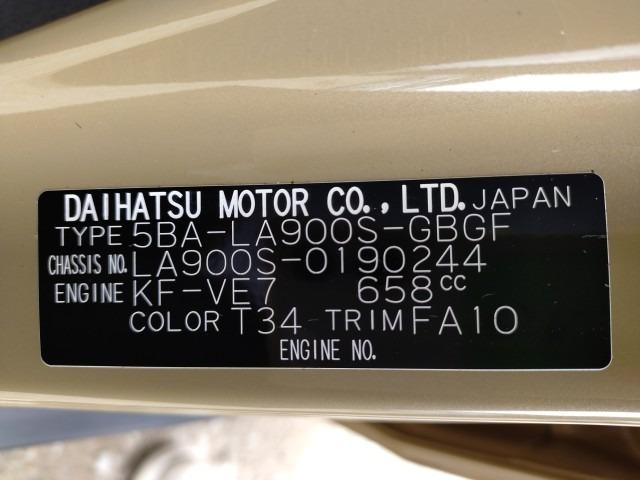 DAIHATSU MOTOR CO., LTD. JAPAN
TYPE 5BA-LA900S-GBGF
CHASSIS NO. LA900S-0190244
ENGINE KF-VE7 658cc
COLOR T34 TRIM FA10
ENGINE NO.